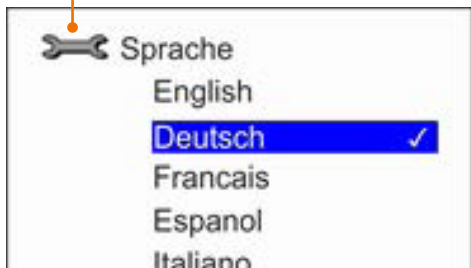 Sprache
English
Deutsch ✓
Francais
Espanol
Italiano